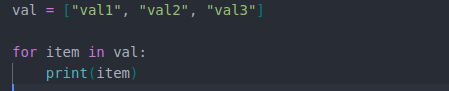 val = ["val1", "val2", "val3"]
for item in val:
    print(item)